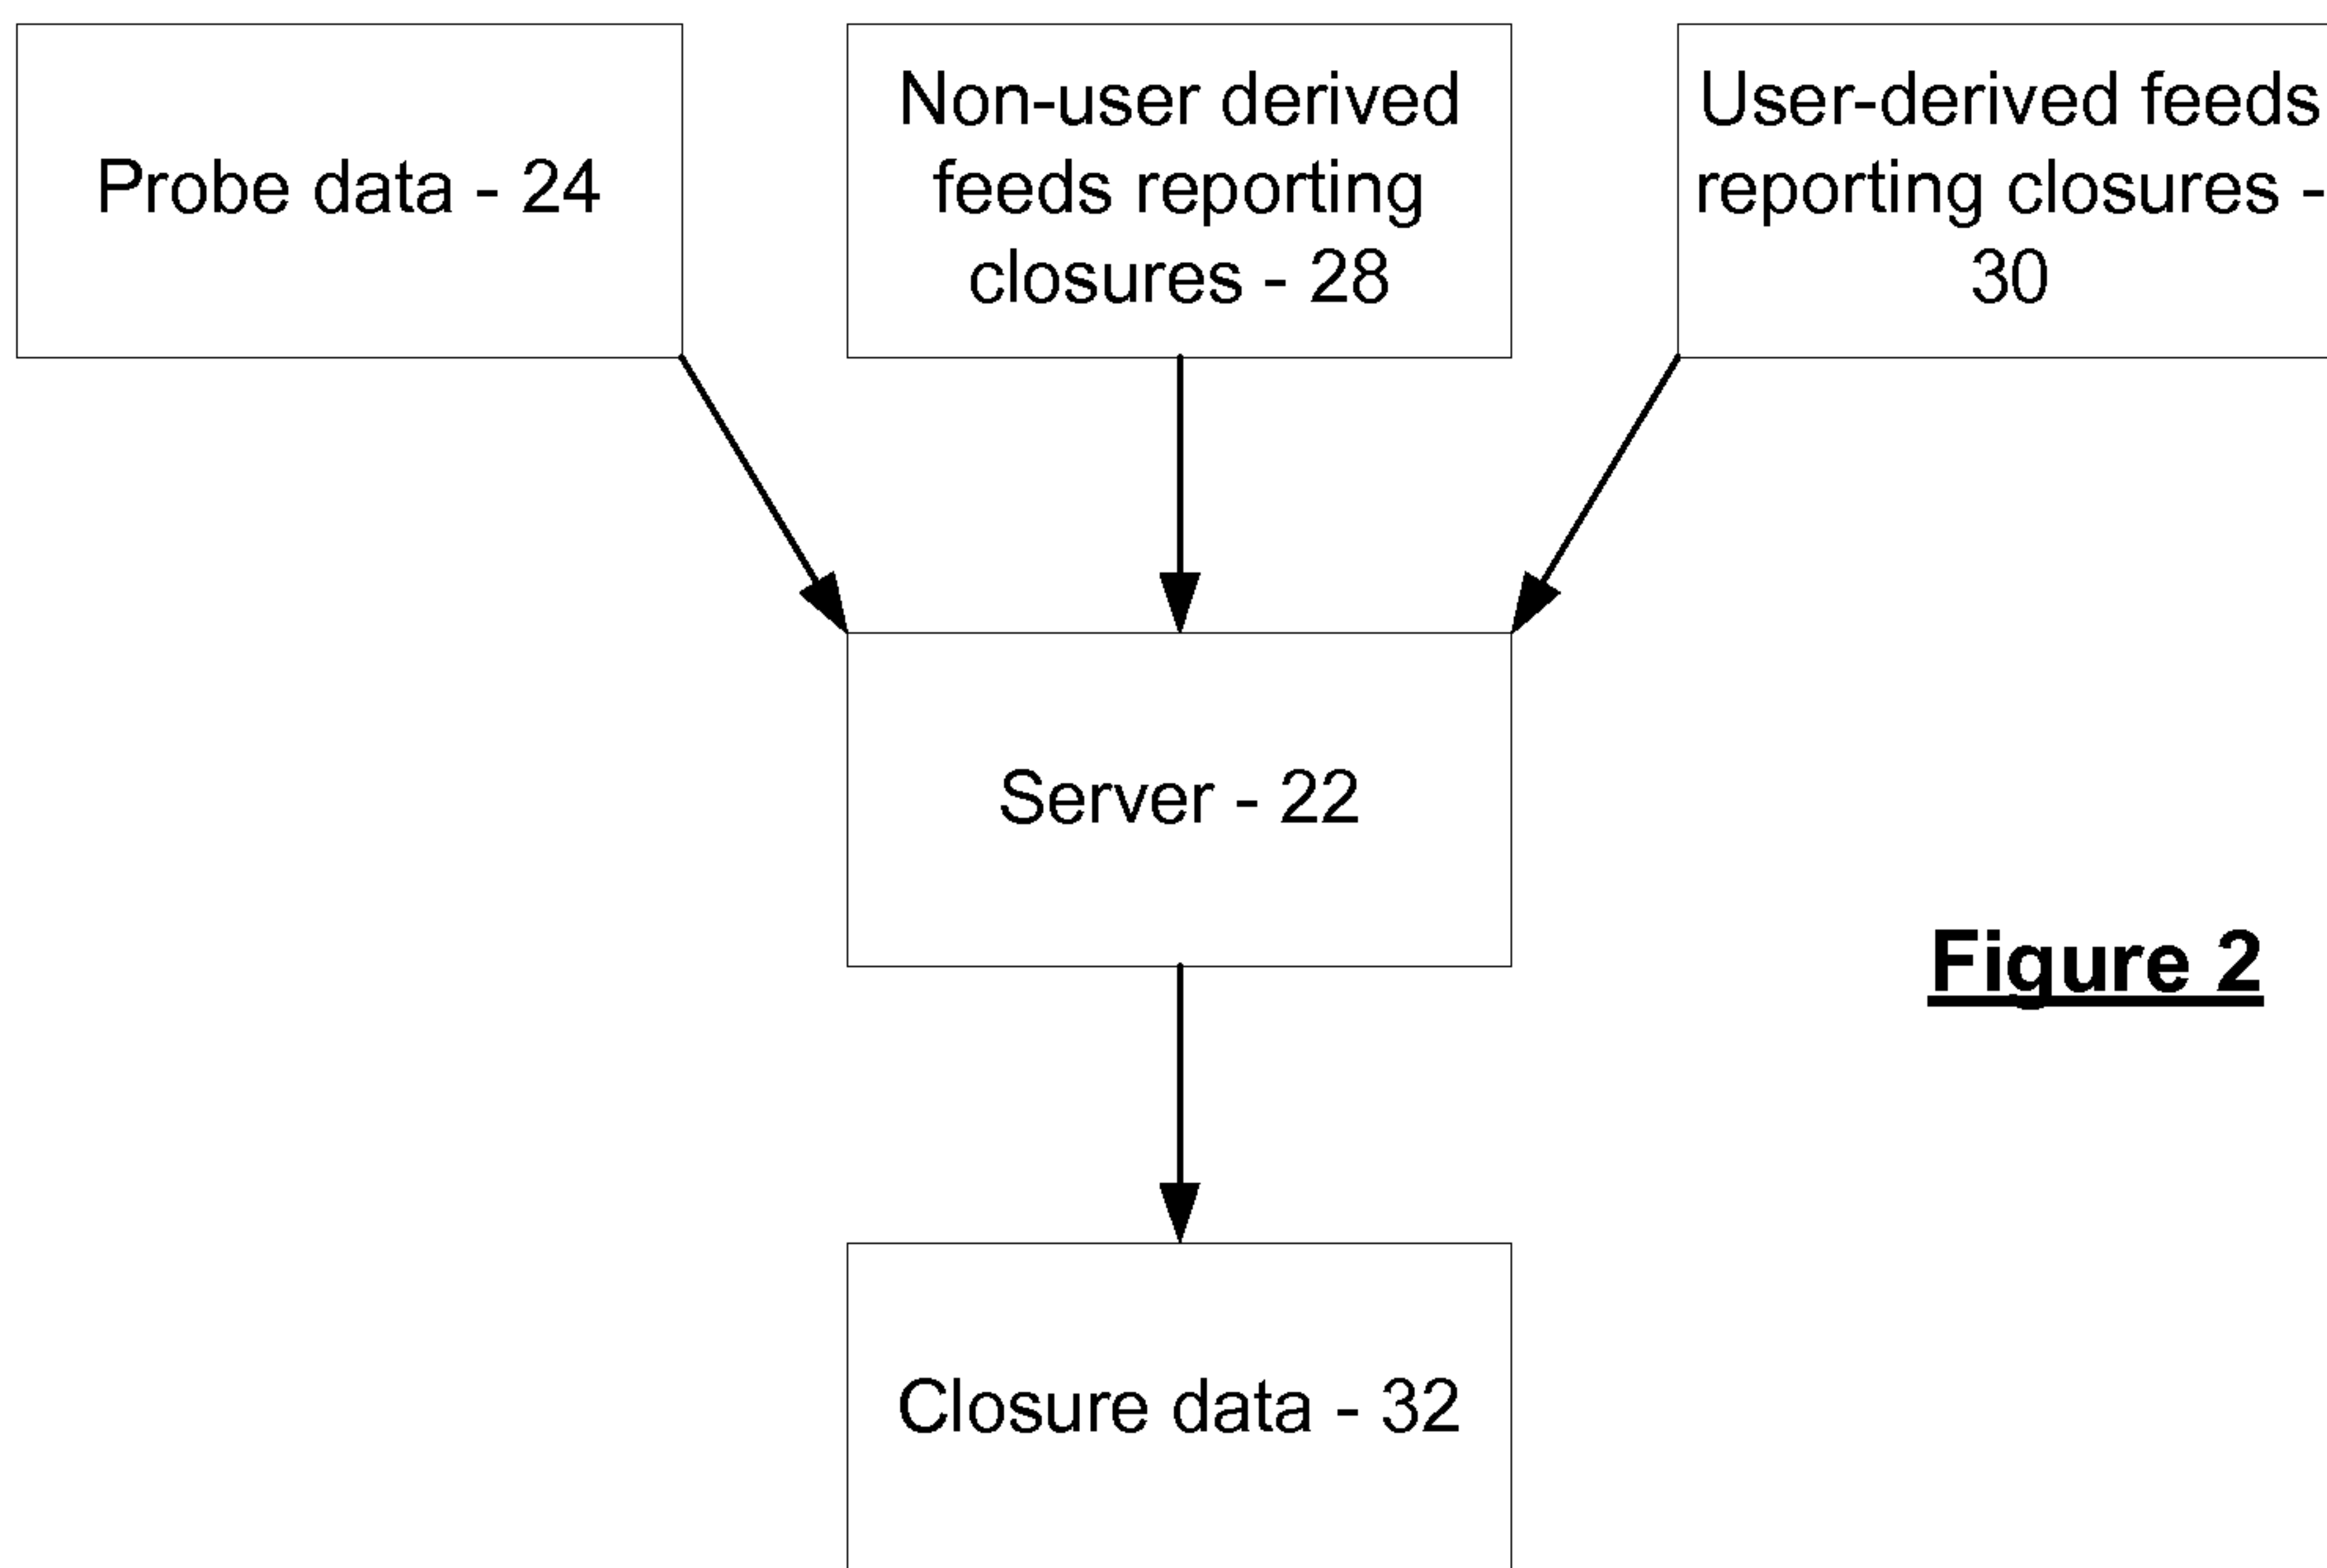 Probe data - 24
Non-user derived
feeds reporting
closures - 28
User-derived feeds
reporting closures -
30
Server - 22
Figure 2
Closure data - 32